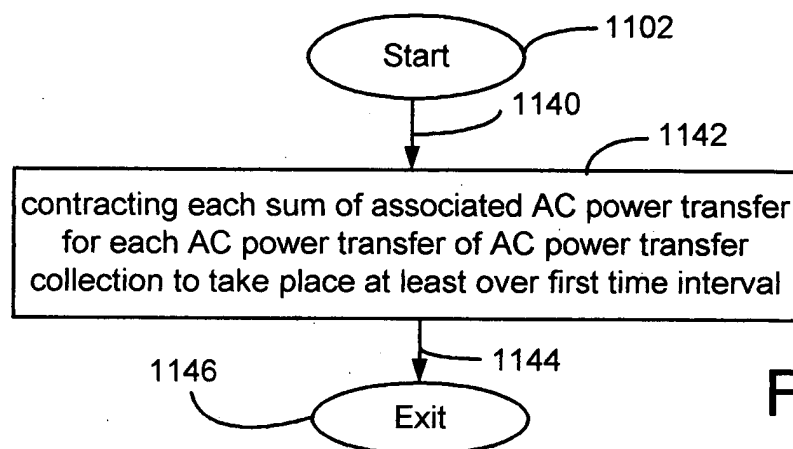 1102
Start
1140
1142
contracting each sum of associated AC power transfer
for each AC power transfer of AC power transfer
collection to take place at least over first time interval
1144
1146
Exit
F